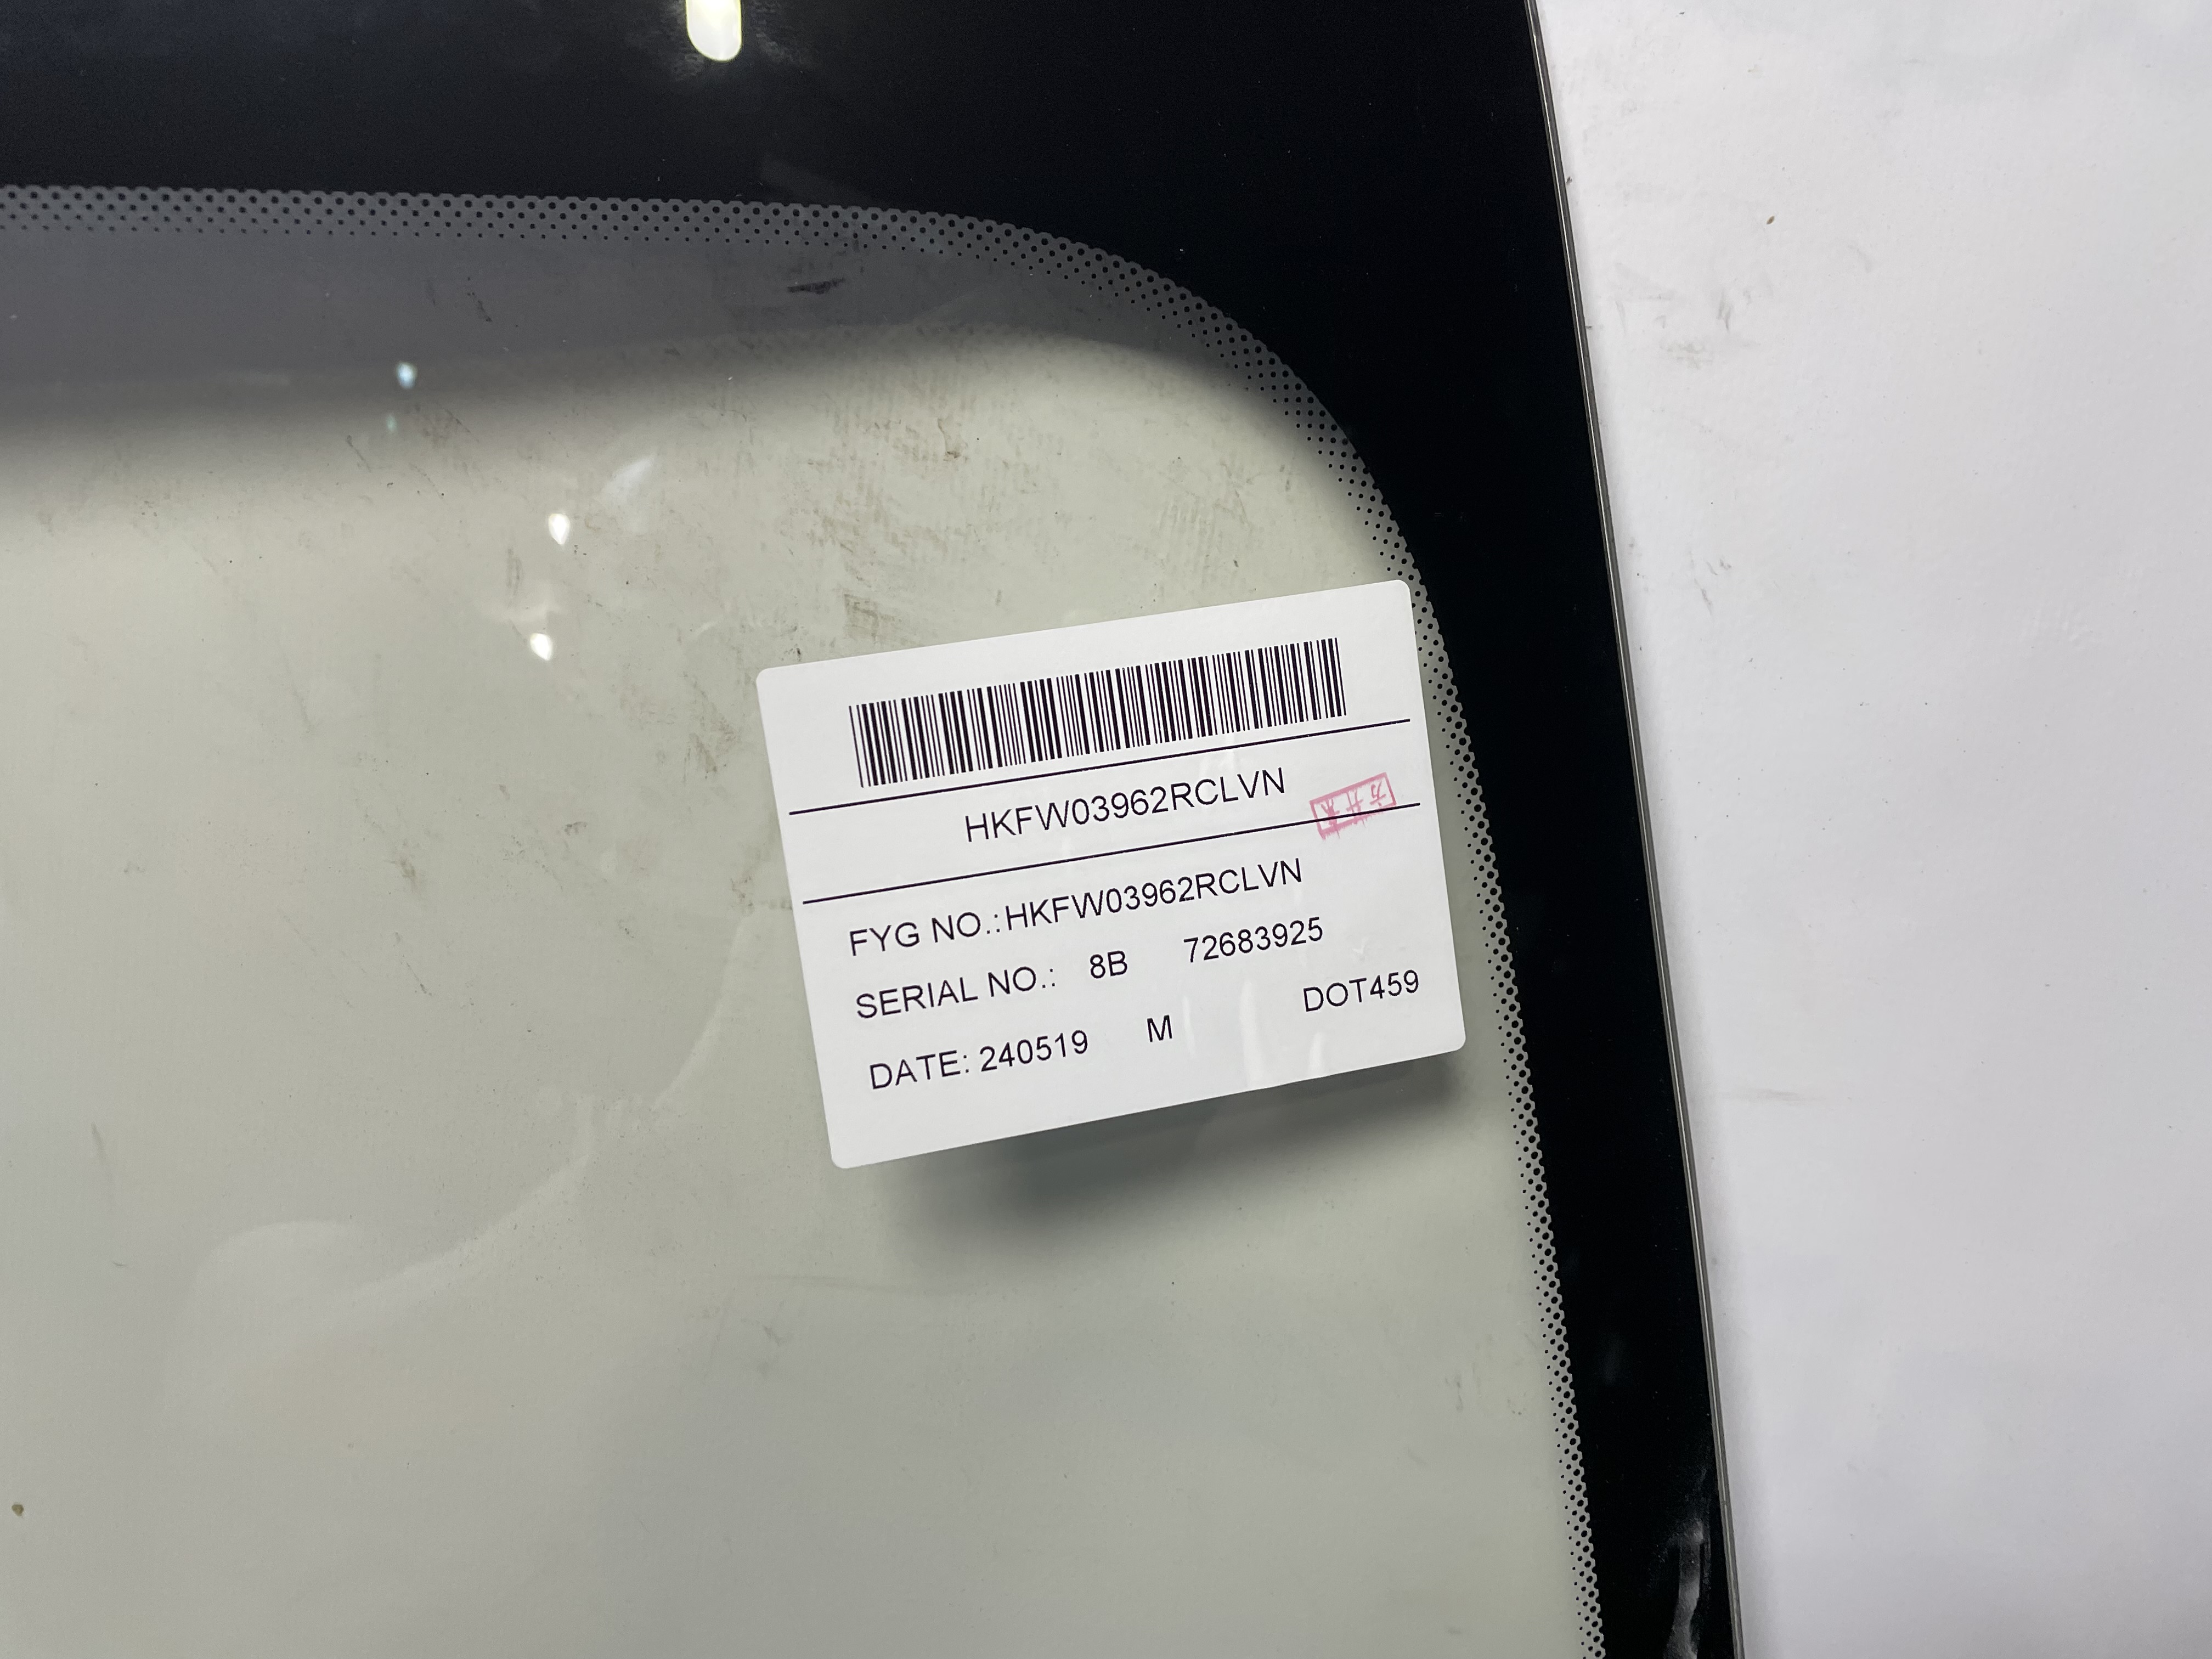 HKFW03962RCLVN
FYG NO.:HKFW03962RCLVN
SERIAL NO.: 8B 72683925
DATE: 240519 M DOT459